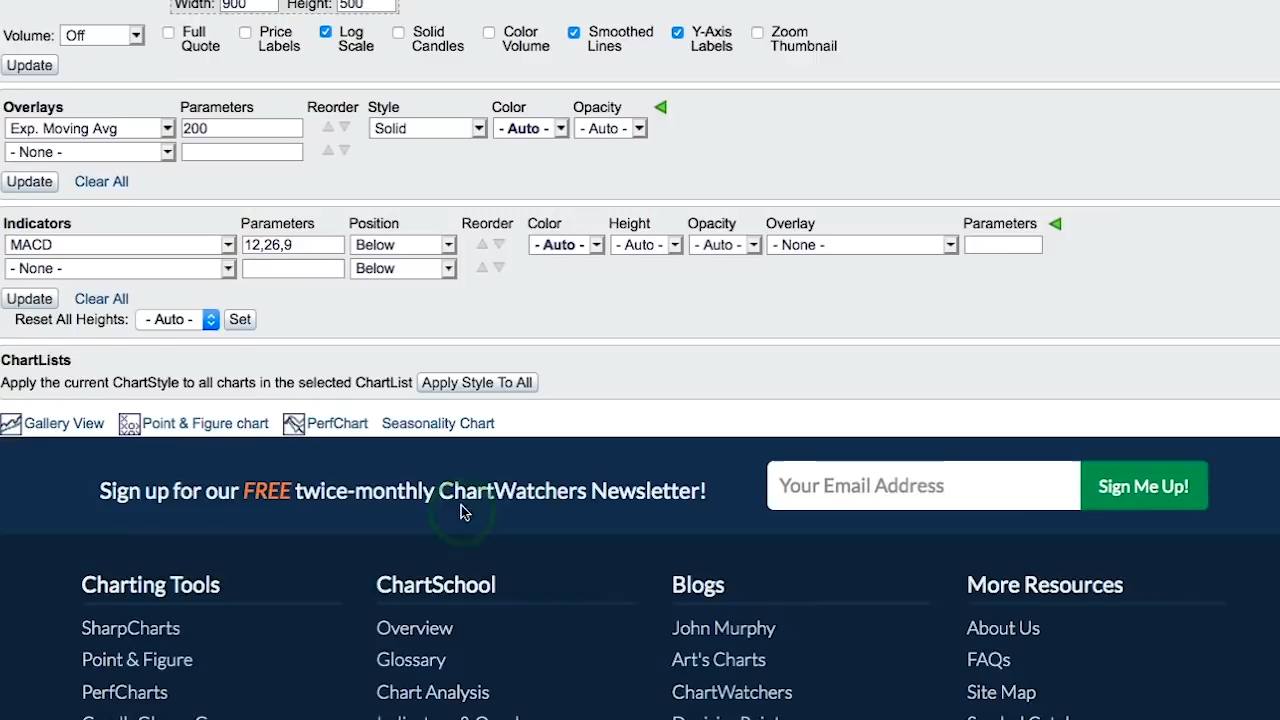 Width: 900 Height: 500
Volume: Off Full Quote Price Labels Log Scale Solid Candles Color Volume Smoothed Lines Y-Axis Labels Zoom Thumbnail
Update
Overlays Parameters Reorder Style Color Opacity
Exp. Moving Avg 200 Solid - Auto - - Auto -
- None -
Update Clear All
Indicators Parameters Position Reorder Color Height Opacity Overlay Parameters
MACD 12,26,9 Below - Auto - - Auto - - Auto - - None -
- None - Below
Update Clear All
Reset All Heights: - Auto - Set
ChartLists
Apply the current ChartStyle to all charts in the selected ChartList Apply Style To All
Gallery View Point & Figure chart PerfChart Seasonality Chart
Sign up for our FREE twice-monthly ChartWatchers Newsletter! Your Email Address Sign Me Up!
Charting Tools ChartSchool Blogs More Resources
SharpCharts Overview John Murphy About Us
Point & Figure Glossary Art's Charts FAQs
PerfCharts Chart Analysis ChartWatchers Site Map